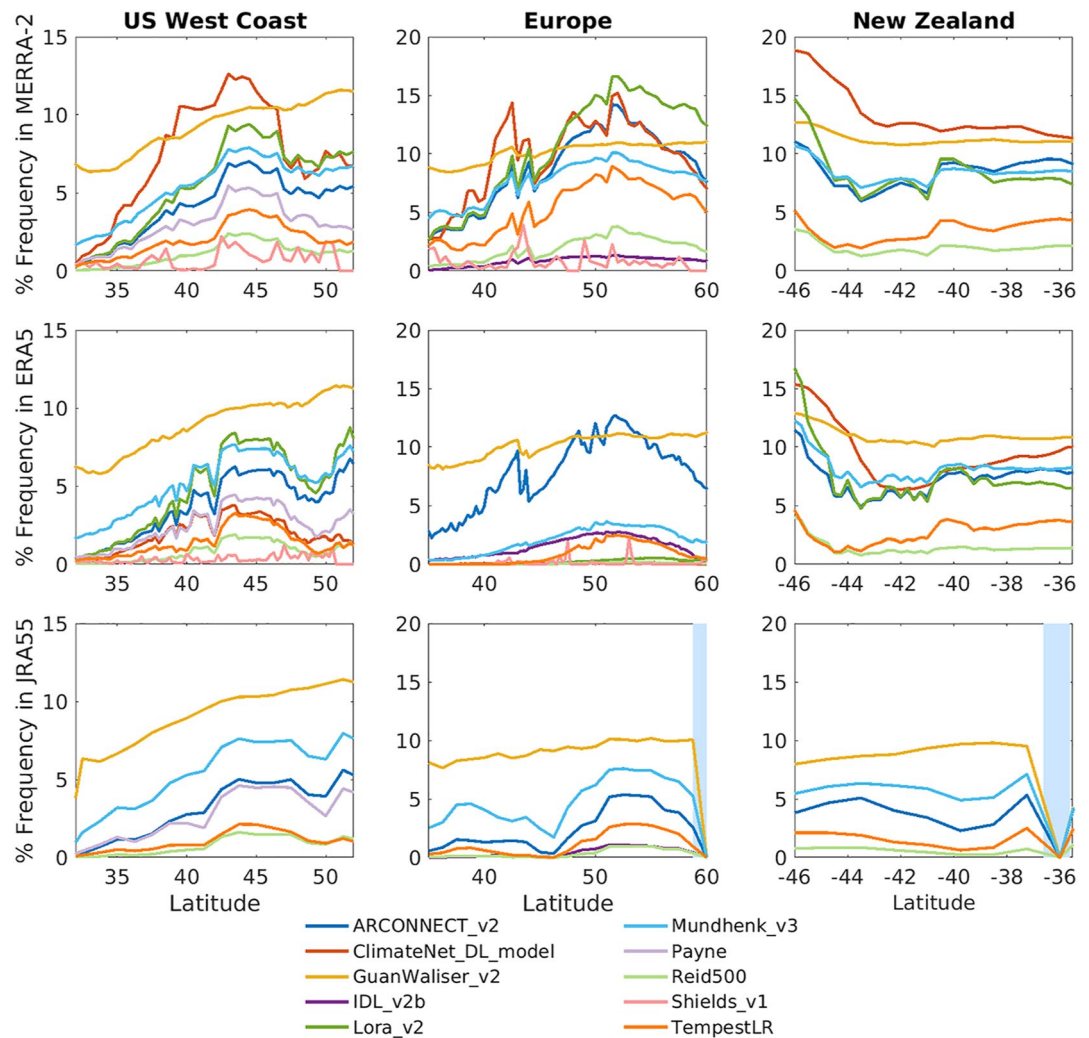 US West Coast Europe New Zealand
% Frequency in MERRA-2
15 20 20
10 15 15
5 10 10
0 5 5
0 0
35 40 45 50 40 50 60 -46 -44 -42 -40 -38 -36
% Frequency in ERA5
15 20 20
10 15 15
5 10 10
0 5 5
0 0
35 40 45 50 40 50 60 -46 -44 -42 -40 -38 -36
% Frequency in JRA55
15 20 20
10 15 15
5 10 10
0 5 5
0 0
35 40 45 50 40 50 60 -46 -44 -42 -40 -38 -36
Latitude Latitude Latitude
ARCONNECT_v2 Mundhenk_v3
ClimateNet_DL_model Payne
GuanWaliser_v2 Reid500
IDL_v2b Shields_v1
Lora_v2 TempestLR